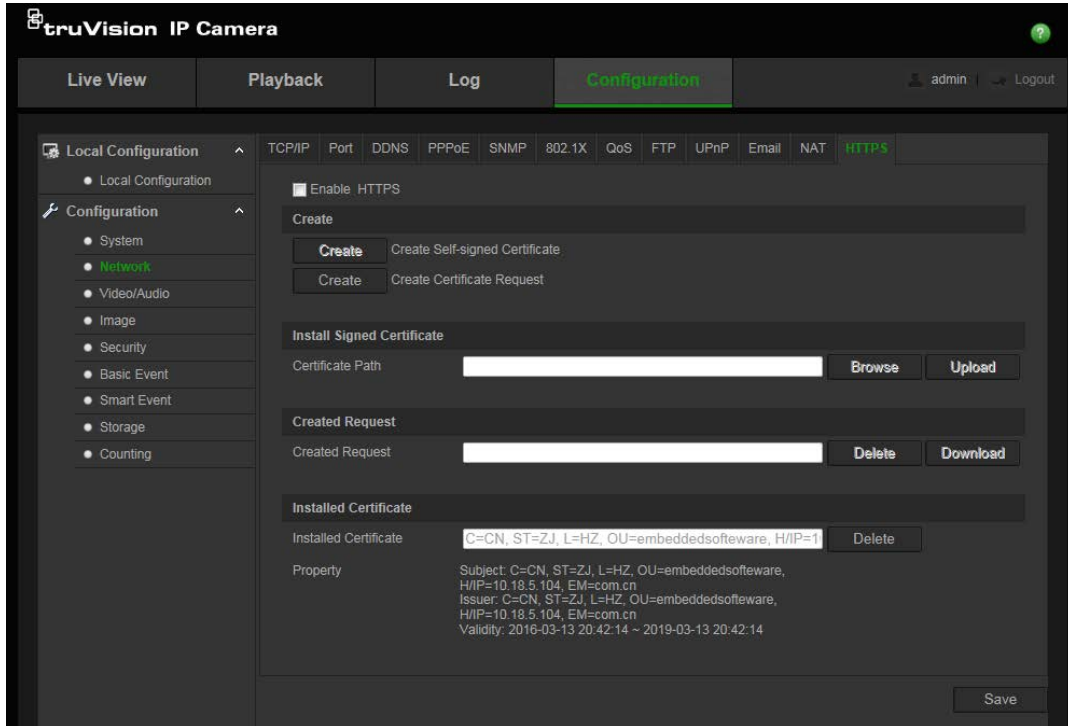 truVision IP Camera
?
Live View Playback Log Configuration admin Logout
Local Configuration
Local Configuration
Configuration
System
Network
Video/Audio
Image
Security
Basic Event
Smart Event
Storage
Counting
TCP/IP Port DDNS PPPoE SNMP 802.1X QoS FTP UPnP Email NAT HTTPS
Enable HTTPS
Create
Create Create Self-signed Certificate
Create Create Certificate Request
Install Signed Certificate
Certificate Path Browse Upload
Created Request
Created Request Delete Download
Installed Certificate
Installed Certificate C=CN, ST=ZJ, L=HZ, OU=embeddedsofteware, H/IP=1 Delete
Property Subject: C=CN, ST=ZJ, L=HZ, OU=embeddedsofteware,
H/IP=10.18.5.104, EM=com.cn
Issuer: C=CN, ST=ZJ, L=HZ, OU=embeddedsofteware,
H/IP=10.18.5.104, EM=com.cn
Validity: 2016-03-13 20:42:14 ~ 2019-03-13 20:42:14
Save